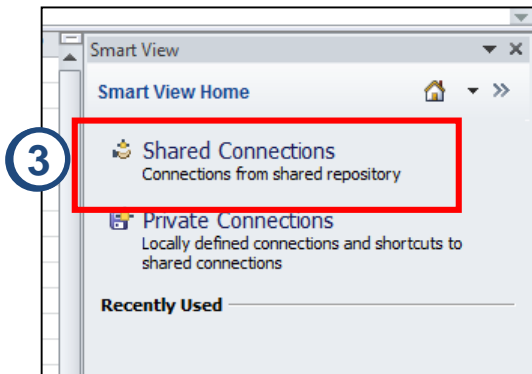 Smart View
Smart View Home
3
Shared Connections
Connections from shared repository
Private Connections
Locally defined connections and shortcuts to
shared connections
Recently Used